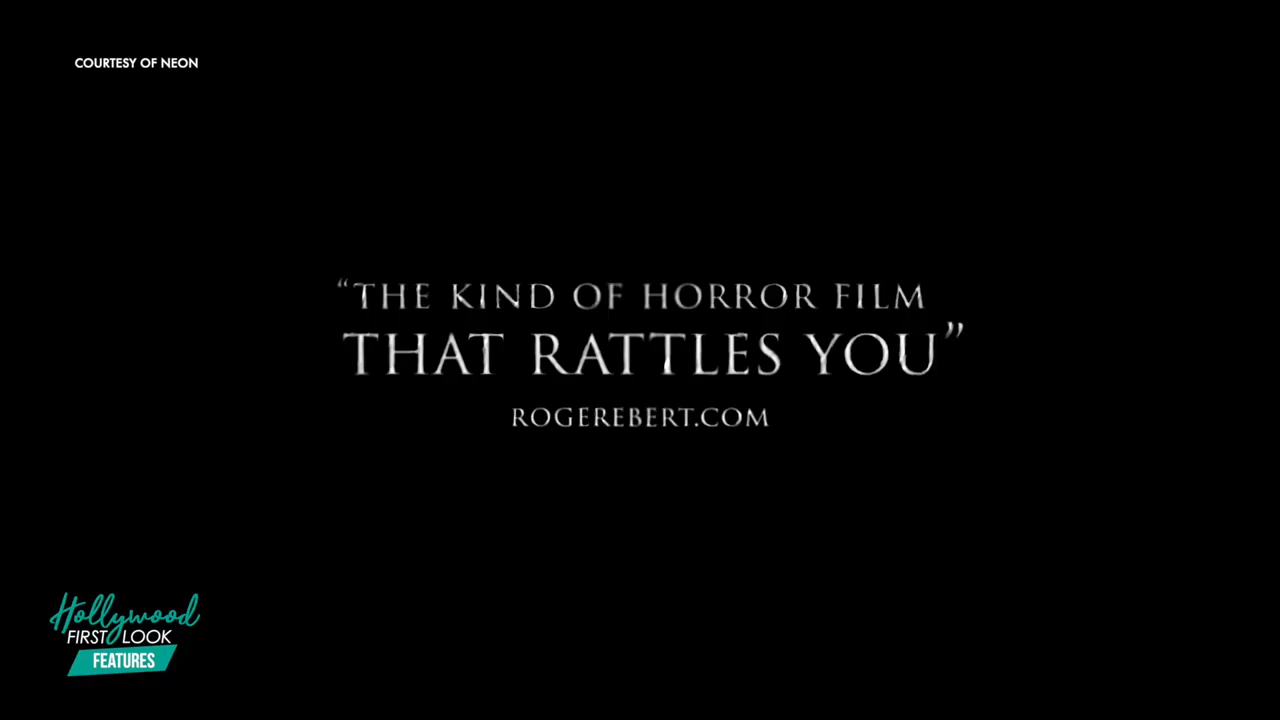 COURTESY OF NEON
“THE KIND OF HORROR FILM
THAT RATTLES YOU”
ROGEREBERT.COM
Hollywood
FIRST LOOK
FEATURES